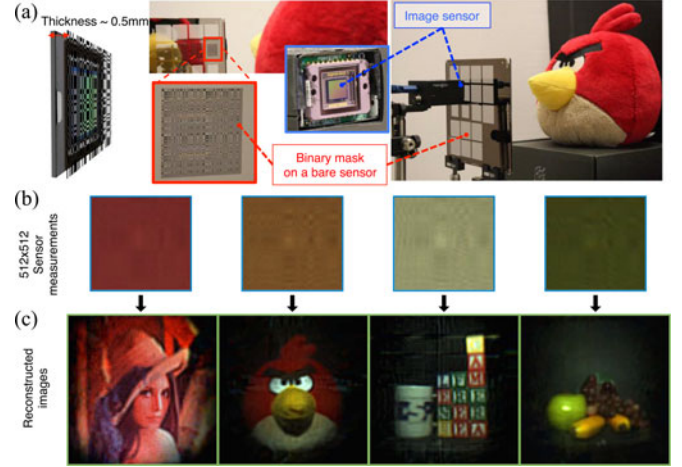 (a)
Thickness ~ 0.5mm
Image sensor
Binary mask
on a bare sensor
(b)
512x512
Sensor
measurements
(c)
Reconstructed
images